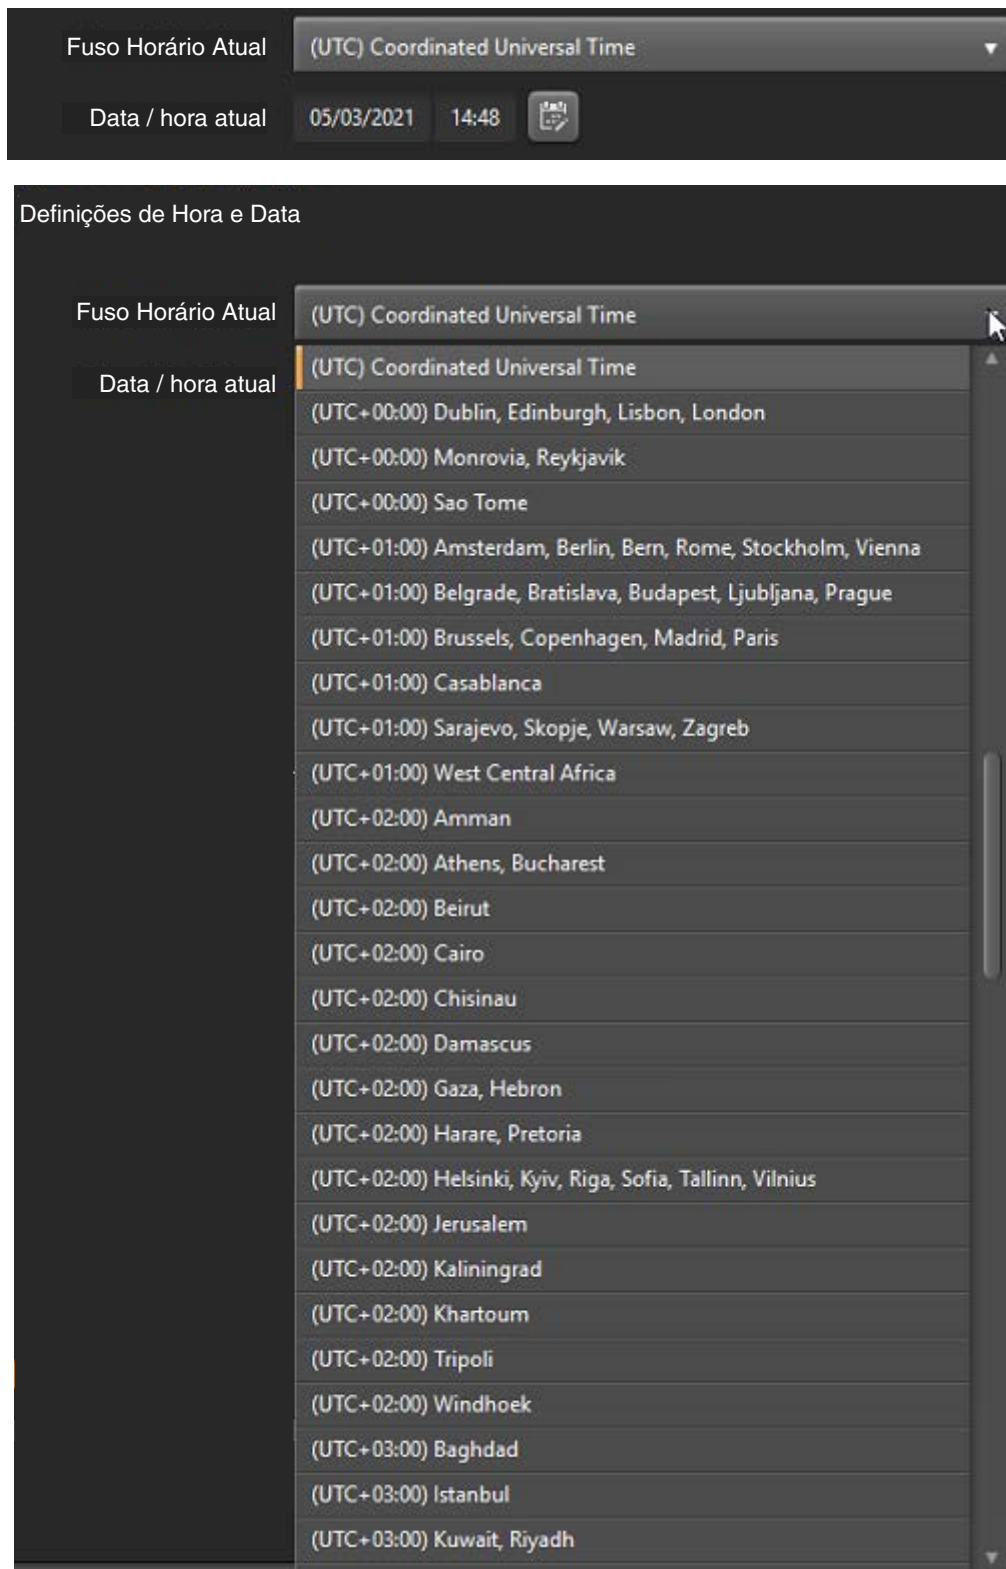 Fuso Horário Atual (UTC) Coordinated Universal Time
Data / hora atual 05/03/2021 14:48
Definições de Hora e Data
Fuso Horário Atual (UTC) Coordinated Universal Time
(UTC) Coordinated Universal Time
Data / hora atual
(UTC+00:00) Dublin, Edinburgh, Lisbon, London
(UTC+00:00) Monrovia, Reykjavik
(UTC+00:00) Sao Tome
(UTC+01:00) Amsterdam, Berlin, Bern, Rome, Stockholm, Vienna
(UTC+01:00) Belgrade, Bratislava, Budapest, Ljubljana, Prague
(UTC+01:00) Brussels, Copenhagen, Madrid, Paris
(UTC+01:00) Casablanca
(UTC+01:00) Sarajevo, Skopje, Warsaw, Zagreb
(UTC+01:00) West Central Africa
(UTC+02:00) Amman
(UTC+02:00) Athens, Bucharest
(UTC+02:00) Beirut
(UTC+02:00) Cairo
(UTC+02:00) Chisinau
(UTC+02:00) Damascus
(UTC+02:00) Gaza, Hebron
(UTC+02:00) Harare, Pretoria
(UTC+02:00) Helsinki, Kyiv, Riga, Sofia, Tallinn, Vilnius
(UTC+02:00) Jerusalem
(UTC+02:00) Kaliningrad
(UTC+02:00) Khartoum
(UTC+02:00) Tripoli
(UTC+02:00) Windhoek
(UTC+03:00) Baghdad
(UTC+03:00) Istanbul
(UTC+03:00) Kuwait, Riyadh